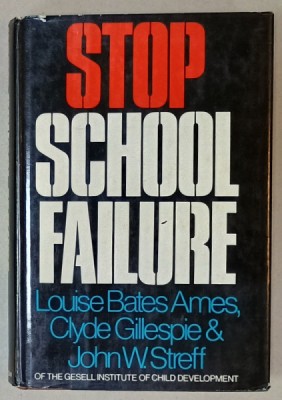 STOP
SCHOOL
FAILURE
Louise Bates Ames,
Clyde Gillespie &
John W. Streff
OF THE GESELL INSTITUTE OF CHILD DEVELOPMENT